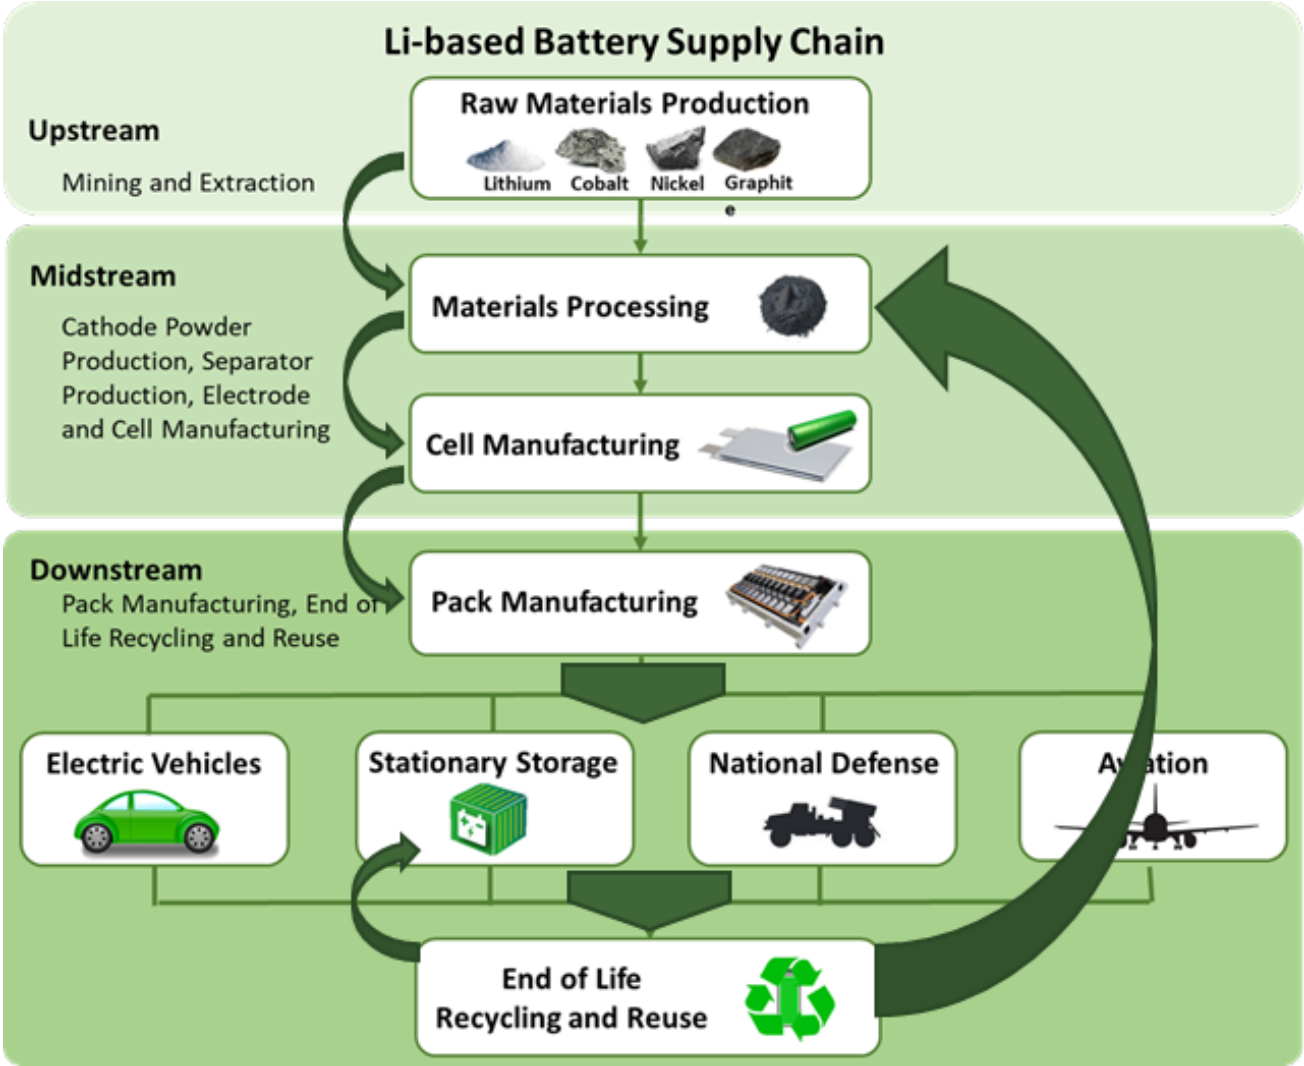 Li-based Battery Supply Chain
Raw Materials Production
Lithium Cobalt Nickel Graphit
e
Upstream
Mining and Extraction
Midstream
Cathode Powder
Production, Separator
Production, Electrode
and Cell Manufacturing
Materials Processing
Cell Manufacturing
Downstream
Pack Manufacturing, End of
Life Recycling and Reuse
Pack Manufacturing
Electric Vehicles
Stationary Storage
National Defense
Aviation
End of Life
Recycling and Reuse